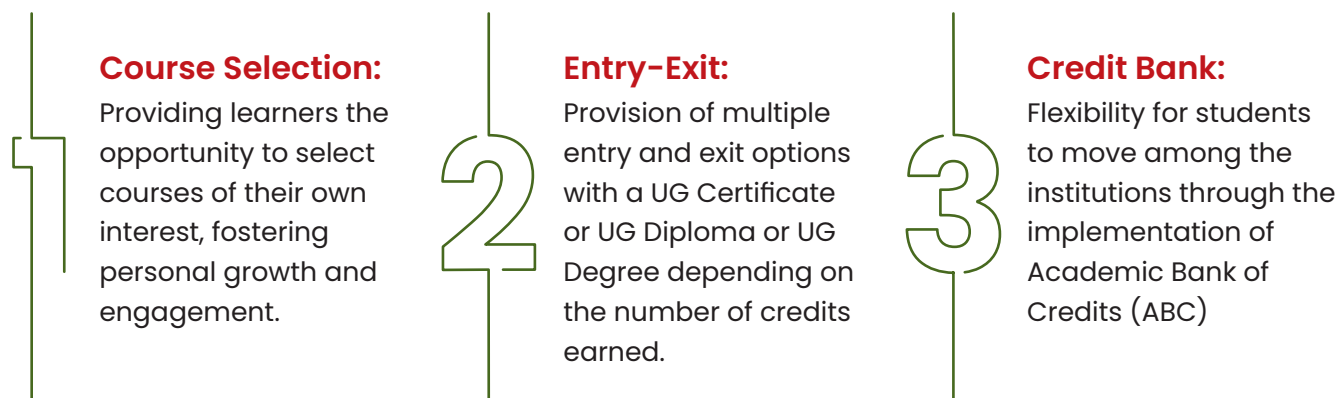 1
Course Selection:
Providing learners the
opportunity to select
courses of their own
interest, fostering
personal growth and
engagement.
2
Entry-Exit:
Provision of multiple
entry and exit options
with a UG Certificate
or UG Diploma or UG
Degree depending on
the number of credits
earned.
3
Credit Bank:
Flexibility for students
to move among the
institutions through the
implementation of
Academic Bank of
Credits (ABC)